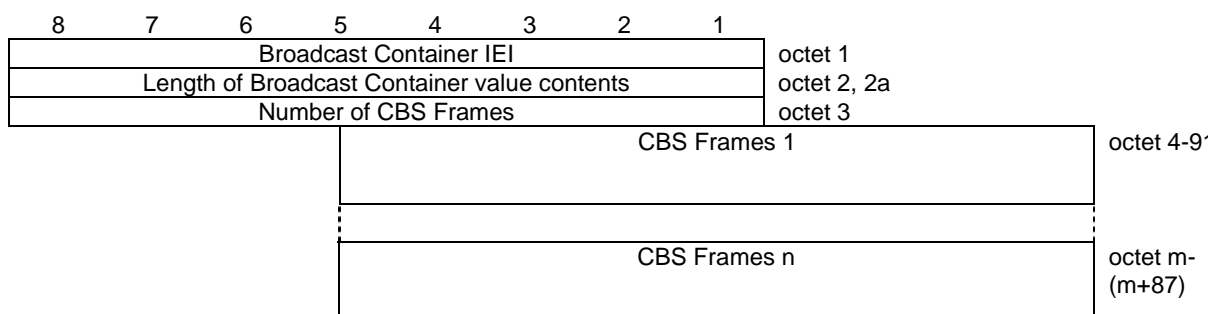 8 7 6 5 4 3 2 1
Broadcast Container IEI octet 1
Length of Broadcast Container value contents octet 2, 2a
Number of CBS Frames octet 3
CBS Frames 1 octet 4-91
CBS Frames n octet m-
(m+87)